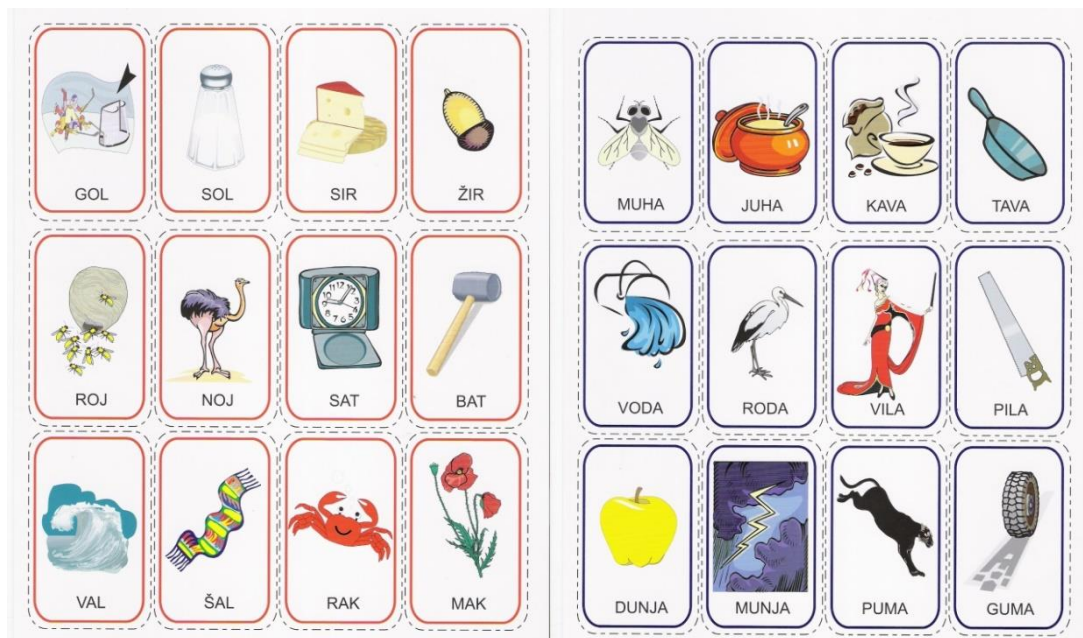 GOL SOL SIR ŽIR
ROJ NOJ SAT BAT
VAL ŠAL RAK MAK
MUHA JUHA KAVA TAVA
VODA RODA VILA PILA
DUNJA MUNJA PUMA GUMA